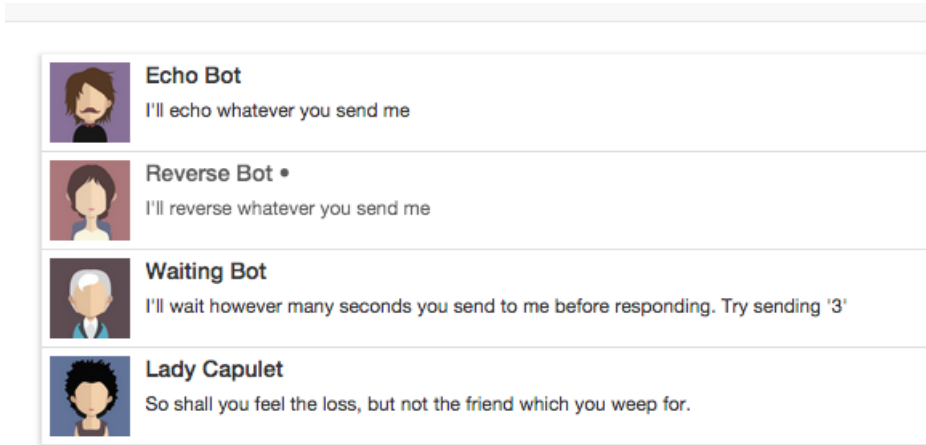 Echo Bot
I'll echo whatever you send me
Reverse Bot •
I'll reverse whatever you send me
Waiting Bot
I'll wait however many seconds you send to me before responding. Try sending '3'
Lady Capulet
So shall you feel the loss, but not the friend which you weep for.